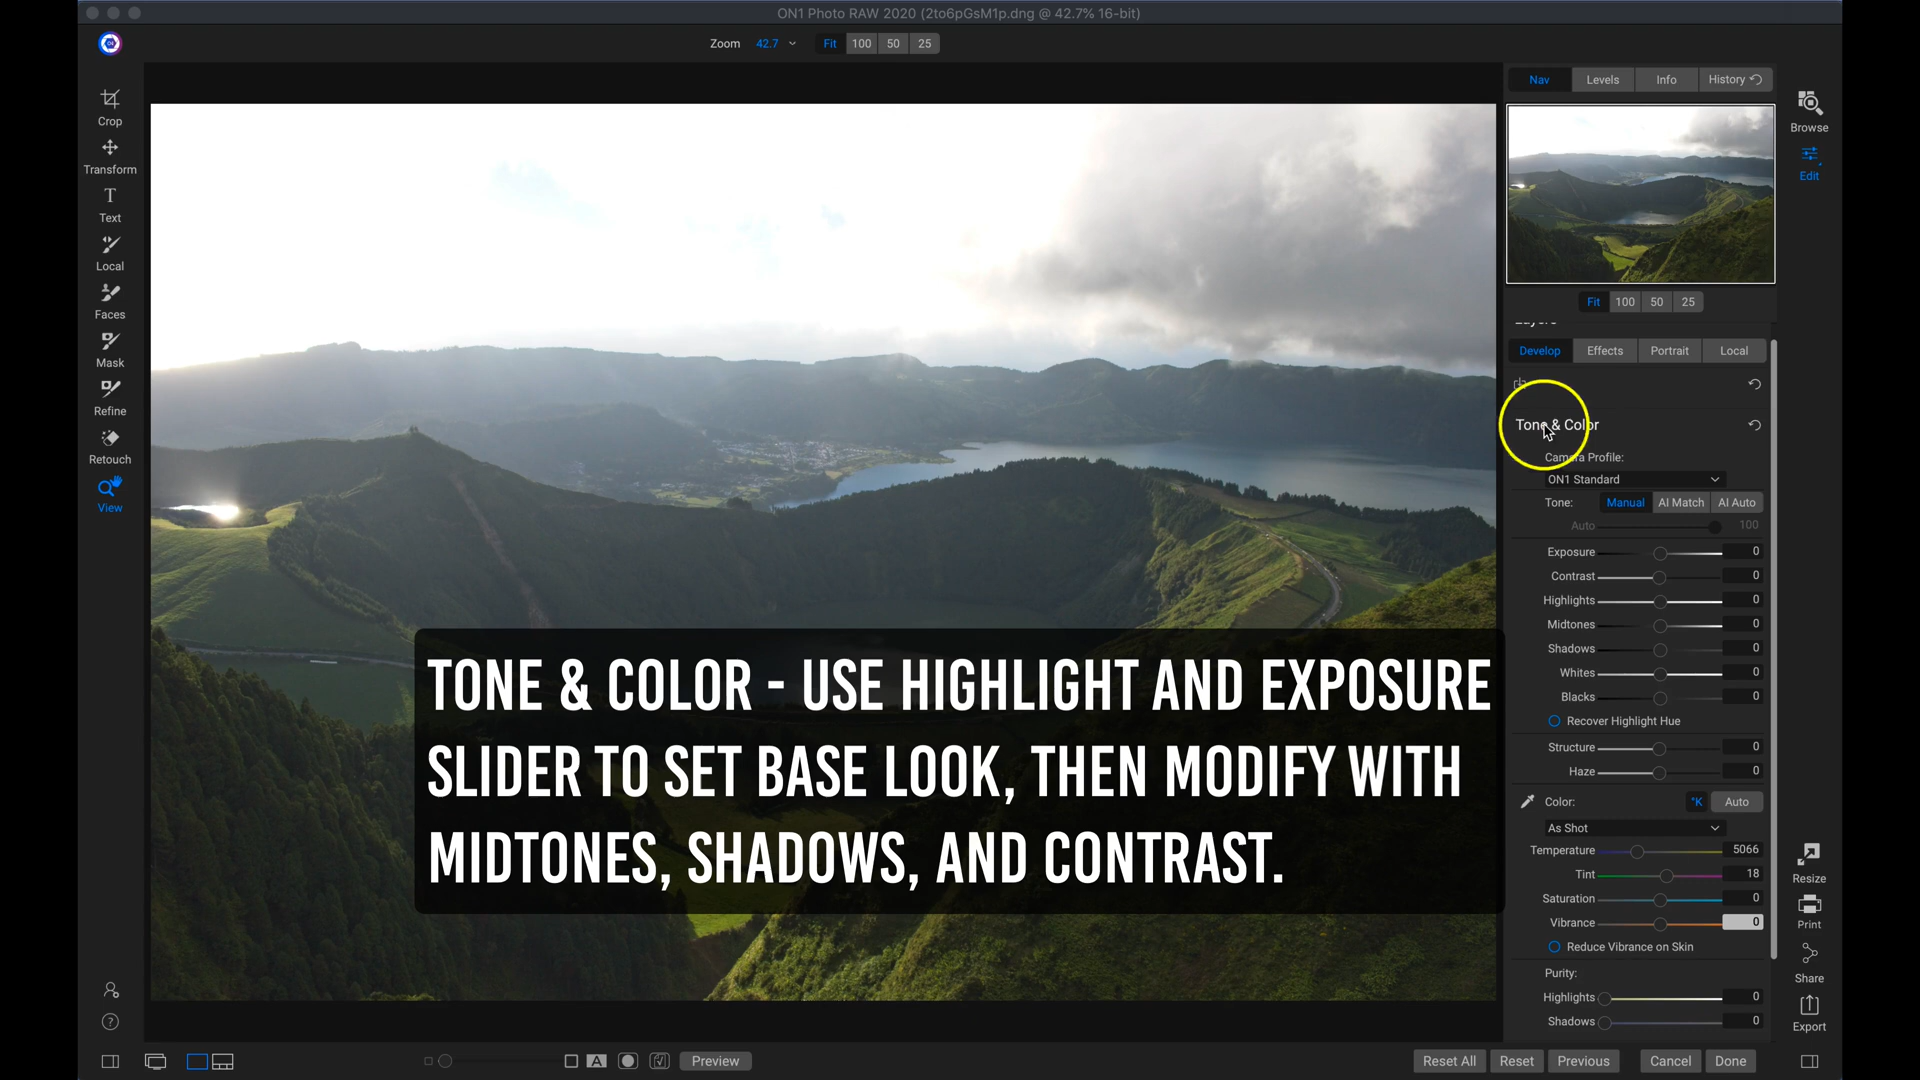 ON1 Photo RAW 2020 (2to6pGsM1p.dng @ 42.7% 16-bit)
Zoom 42.7 Fit 100 50 25
Nav Levels Info History
Crop
Transform
Text
Local
Faces
Mask
Refine
Retouch
View
Browse
Edit
Fit 100 50 25
Layers
Develop Effects Portrait Local
Tone & Color
Camera Profile:
ON1 Standard
Tone: Manual AI Match AI Auto
Auto 100
Exposure 0
Contrast 0
Highlights 0
Midtones 0
Shadows 0
Whites 0
Blacks 0
Recover Highlight Hue
Structure 0
Haze 0
Color: °K Auto
As Shot
Temperature 5066
Tint 18
Saturation 0
Vibrance 0
Reduce Vibrance on Skin
Purity:
Highlights 0
Shadows 0
TONE & COLOR - USE HIGHLIGHT AND EXPOSURE
SLIDER TO SET BASE LOOK, THEN MODIFY WITH
MIDTONES, SHADOWS, AND CONTRAST.
Resize
Print
Share
Export
A Preview Reset All Reset Previous Cancel Done